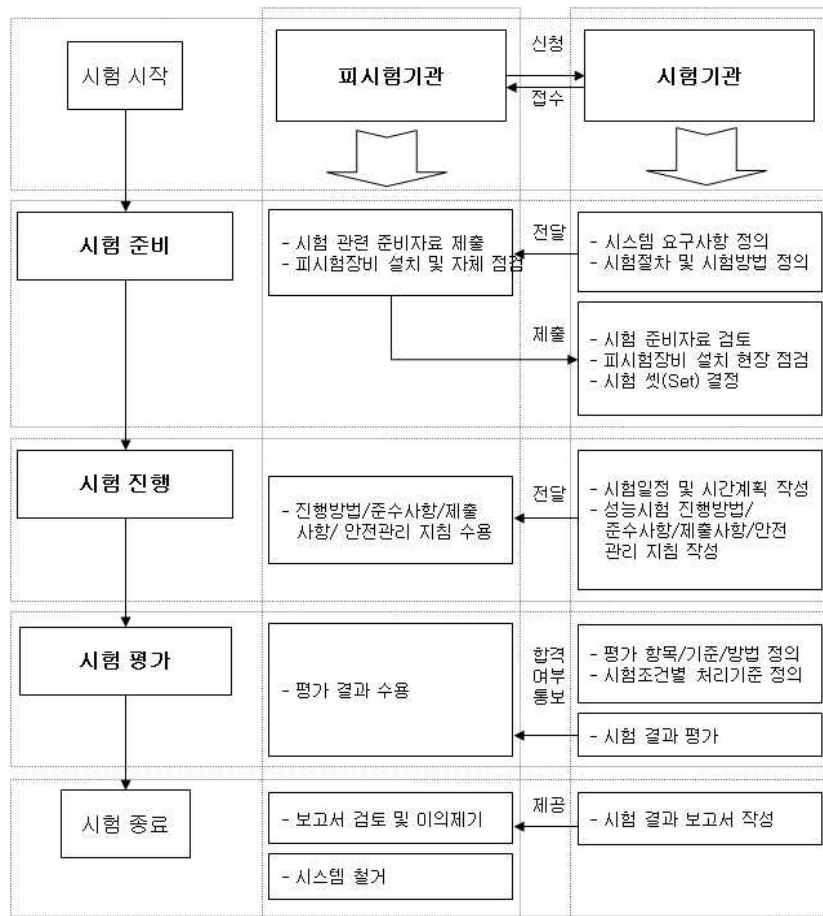 시험 시작
피시험기관
신청
접수
시험기관
시험 준비
- 시험 관련 준비자료 제출
- 피시험장비 설치 및 자체 점검
전달
- 시스템 요구사항 정의
- 시험절차 및 시험방법 정의
제출
- 시험 준비자료 검토
- 피시험장비 설치 현장 점검
- 시험 셋(Set) 결정
시험 진행
- 진행방법/준수사항/제출
사항/ 안전관리 지침 수용
전달
- 시험일정 및 시간계획 작성
- 성능시험 진행방법/
준수사항/제출사항/안전
관리 지침 작성
시험 평가
- 평가 결과 수용
합격
여부
통보
- 평가 항목/기준/방법 정의
- 시험조건별 처리기준 정의
- 시험 결과 평가
시험 종료
- 보고서 검토 및 이의제기
제공
- 시험 결과 보고서 작성
- 시스템 철거